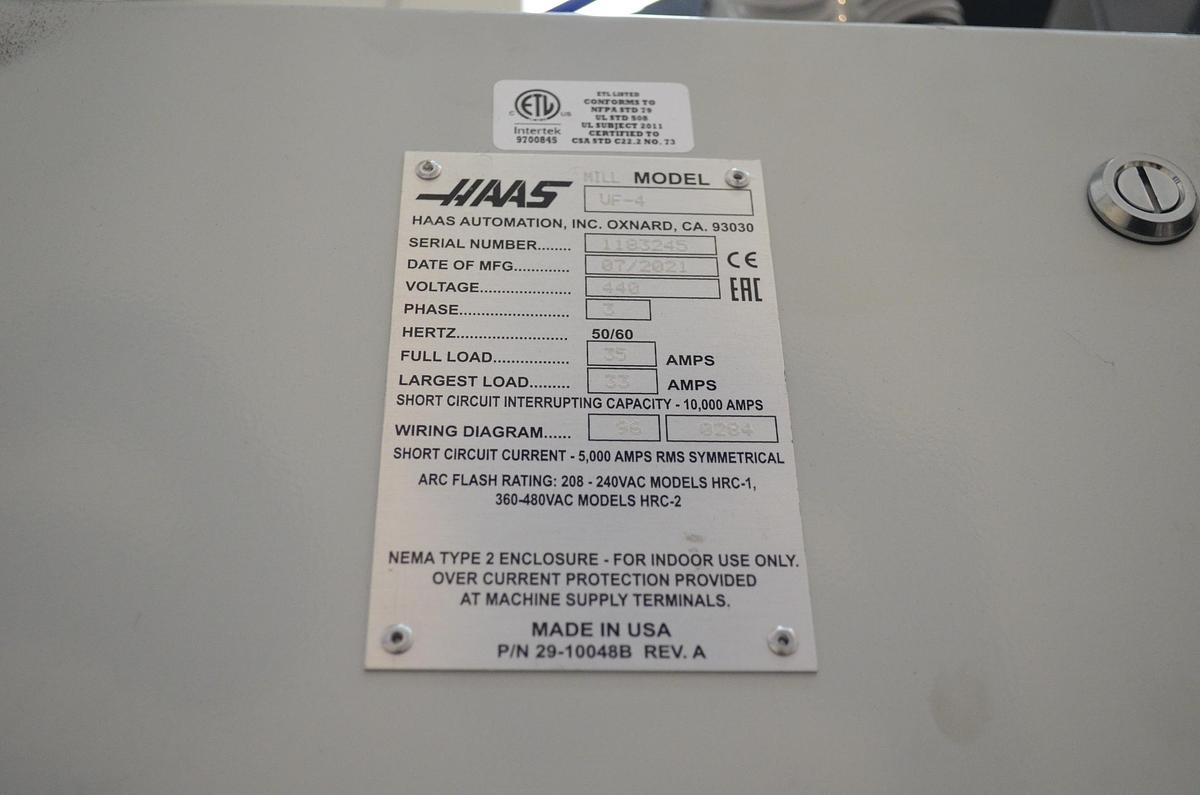 ETL LISTED
CONFORMS TO
NFPA STD 79
UL STD 508
UL SUBJECT 2011
CERTIFIED TO
CSA STD C22.2 NO. 73
C ETL US
Intertek
9700845
HAAS
MILL MODEL
VF-4
HAAS AUTOMATION, INC. OXNARD, CA. 93030
SERIAL NUMBER........ 1183245
DATE OF MFG............. 07/2021 CE
VOLTAGE..................... 440 EAC
PHASE......................... 3
HERTZ.......................... 50/60
FULL LOAD.................. 35 AMPS
LARGEST LOAD......... 33 AMPS
SHORT CIRCUIT INTERRUPTING CAPACITY - 10,000 AMPS
WIRING DIAGRAM...... 96 0284
SHORT CIRCUIT CURRENT - 5,000 AMPS RMS SYMMETRICAL
ARC FLASH RATING: 208 - 240VAC MODELS HRC-1,
360-480VAC MODELS HRC-2
NEMA TYPE 2 ENCLOSURE - FOR INDOOR USE ONLY.
OVER CURRENT PROTECTION PROVIDED
AT MACHINE SUPPLY TERMINALS.
MADE IN USA
P/N 29-10048B REV. A